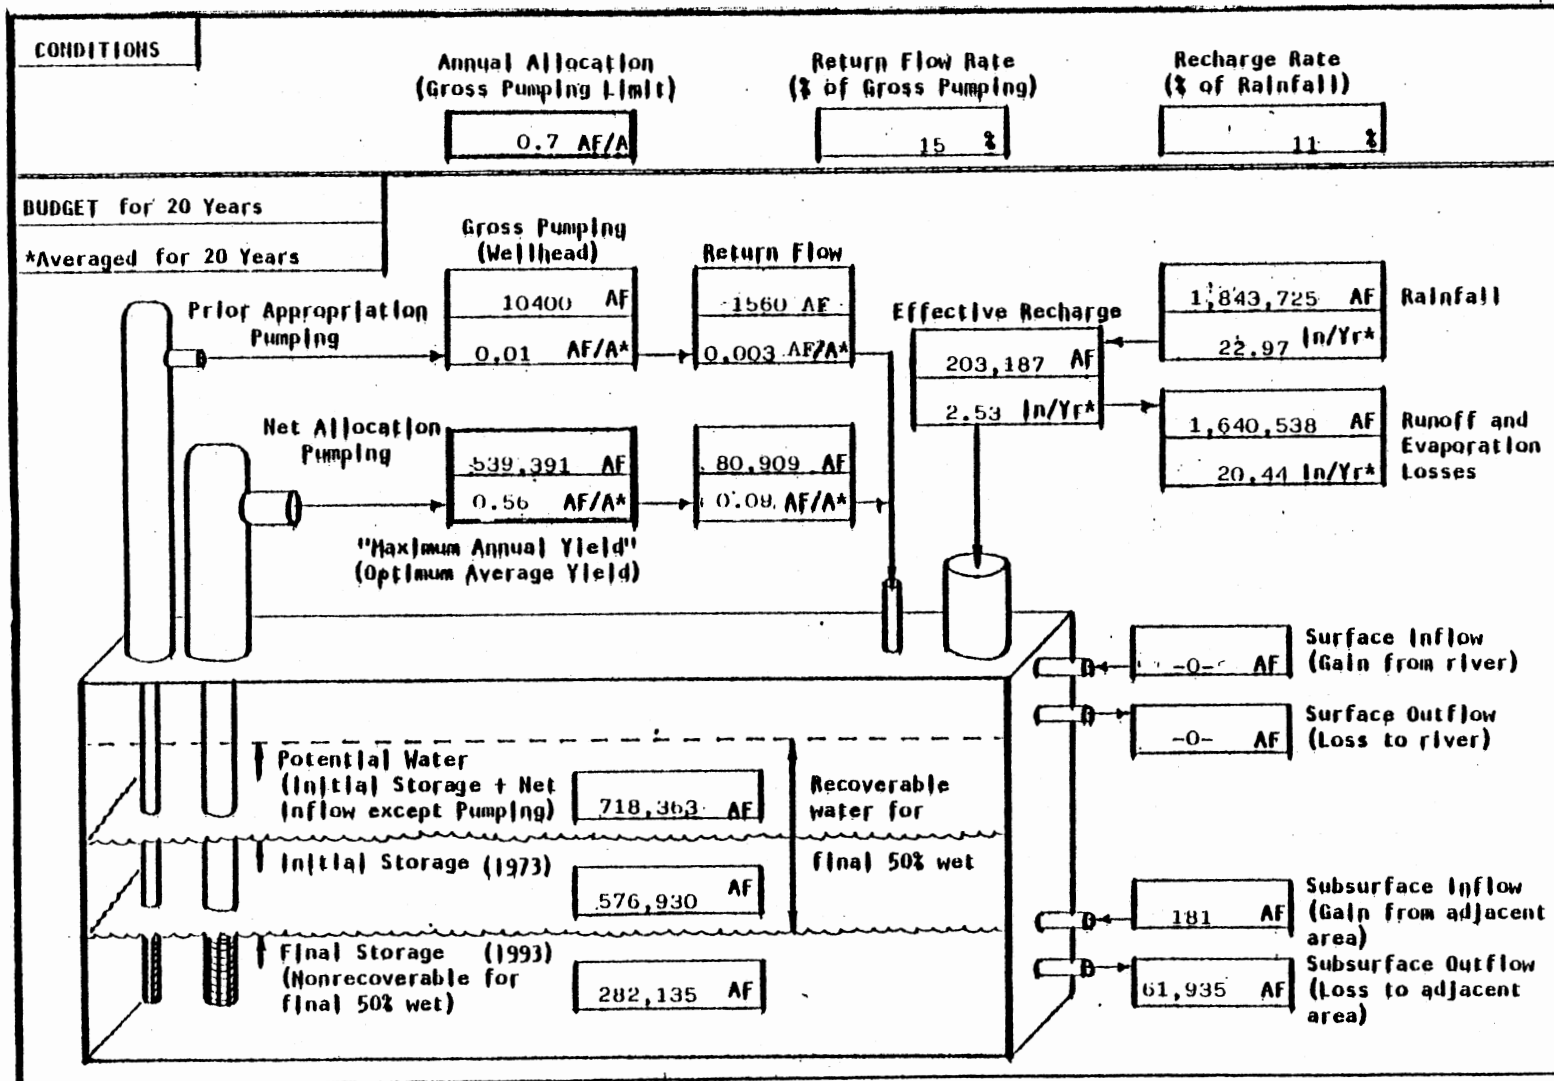 CONDITIONS
Annual Allocation
(Gross Pumping Limit)
0.7 AF/A
Return Flow Rate
(% of Gross Pumping)
15 %
Recharge Rate
(% of Rainfall)
11 %
BUDGET for 20 Years
*Averaged for 20 Years
Gross Pumping
(Wellhead)
Return Flow
Prior Appropriation
Pumping
10400 AF
0.01 AF/A*
1560 AF
0.003 AF/A*
Effective Recharge
203,187 AF
2.53 In/Yr*
1,843,725 AF
22.97 In/Yr*
Rainfall
Net Allocation
Pumping
539,391 AF
0.56 AF/A*
80,909 AF
0.08 AF/A*
1,640,538 AF
20.44 In/Yr*
Runoff and
Evaporation
Losses
"Maximum Annual Yield"
(Optimum Average Yield)
-0- AF
Surface Inflow
(Gain from river)
-0- AF
Surface Outflow
(Loss to river)
Potential Water
(Initial Storage + Net
Inflow except Pumping)
718,363 AF
Recoverable
water for
final 50% wet
Initial Storage (1973)
576,930 AF
181 AF
Subsurface Inflow
(Gain from adjacent
area)
Final Storage (1993)
(Nonrecoverable for
final 50% wet)
282,135 AF
61,935 AF
Subsurface Outflow
(Loss to adjacent
area)